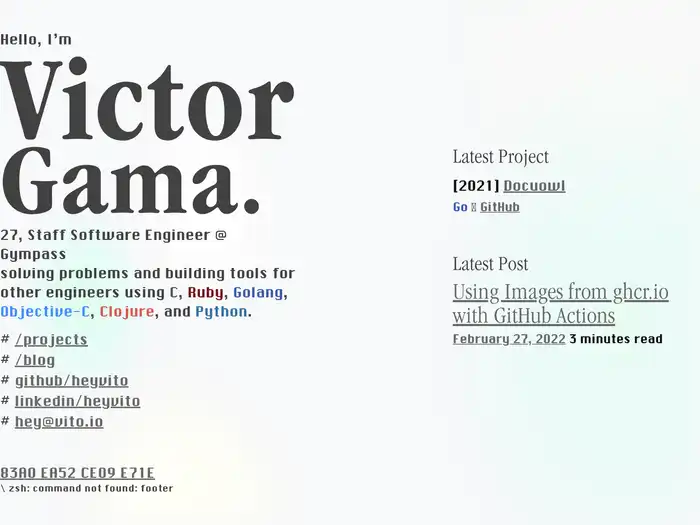 Hello, I'm
Victor
Gama.
27, Staff Software Engineer @
Gympass
solving problems and building tools for
other engineers using C, Ruby, Golang,
Objective-C, Clojure, and Python.
# /projects
# /blog
# github/heyvito
# linkedin/heyvito
# hey@vito.io
83A0 EA52 CE09 E71E
\ zsh: command not found: footer
Latest Project
[2021] Docuowl
Go GitHub
Latest Post
Using Images from ghcr.io
with GitHub Actions
February 27, 2022 3 minutes read